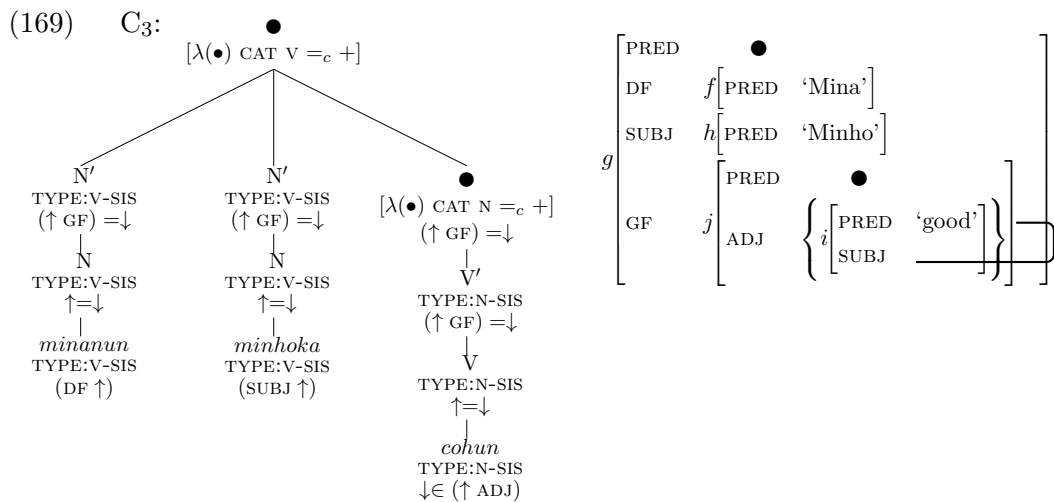 (169) C₃:
●
[λ(●) CAT V =c +]
N′ N′ ●
TYPE:V-SIS TYPE:V-SIS [λ(●) CAT N =c +]
(↑ GF) =↓ (↑ GF) =↓ (↑ GF) =↓
N N V′
TYPE:V-SIS TYPE:V-SIS TYPE:N-SIS
↑=↓ ↑=↓ (↑ GF) =↓
minanun minhoka V
TYPE:V-SIS TYPE:V-SIS TYPE:N-SIS
(DF ↑) (SUBJ ↑) ↑=↓
cohun
TYPE:N-SIS
↓∈ (↑ ADJ)
PRED ●
DF f[PRED ‘Mina’]
SUBJ h[PRED ‘Minho’]
g
PRED ●
GF j
ADJ {i[PRED ‘good’
SUBJ ]}